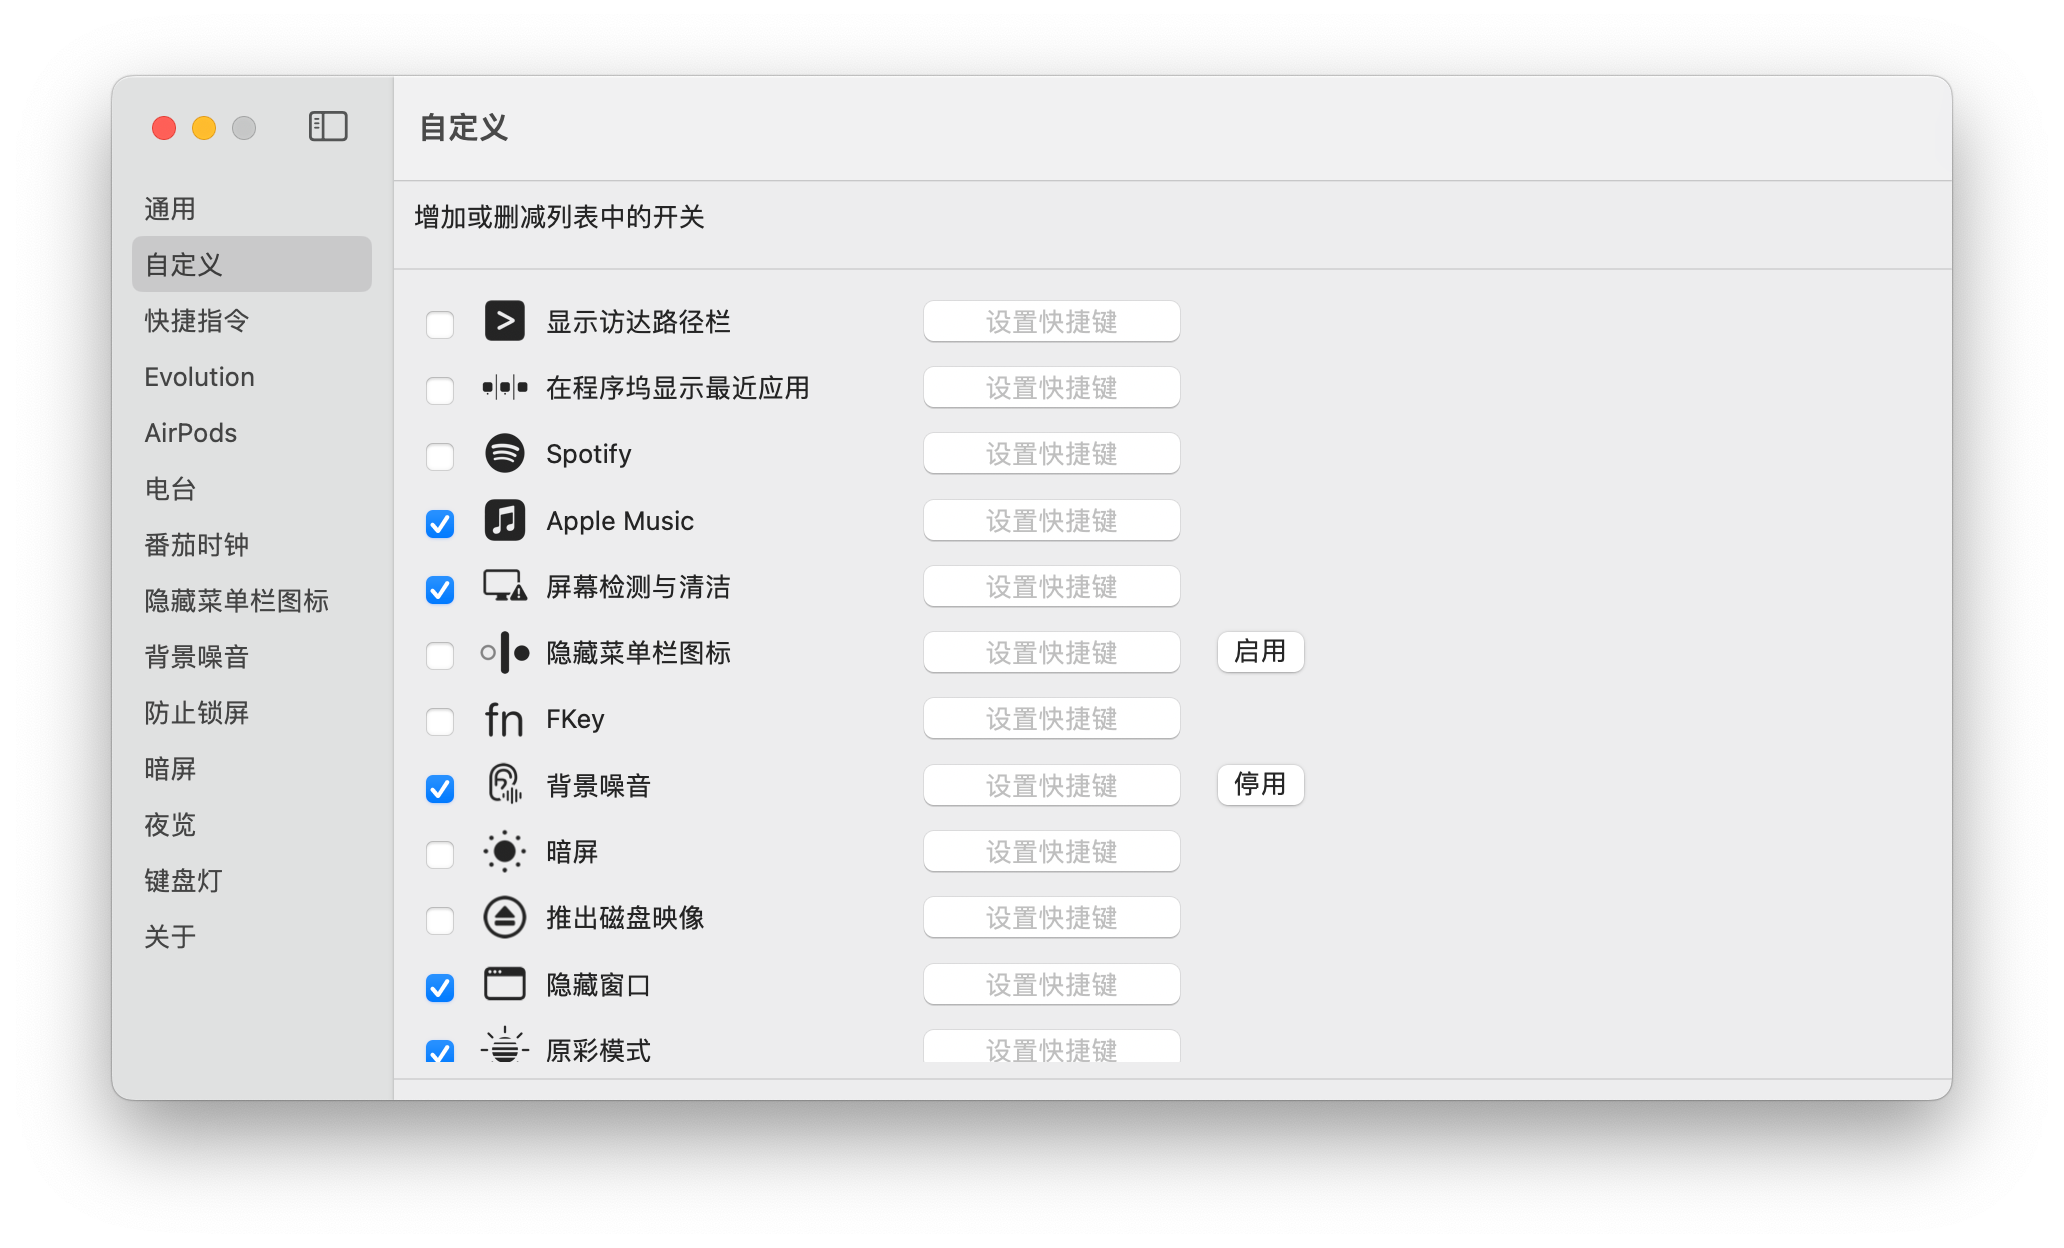 自定义
通用
自定义
快捷指令
Evolution
AirPods
电台
番茄时钟
隐藏菜单栏图标
背景噪音
防止锁屏
暗屏
夜览
键盘灯
关于
增加或删减列表中的开关
显示访达路径栏 设置快捷键
在程序坞显示最近应用 设置快捷键
Spotify 设置快捷键
Apple Music 设置快捷键
屏幕检测与清洁 设置快捷键
隐藏菜单栏图标 设置快捷键 启用
fn FKey 设置快捷键
背景噪音 设置快捷键 停用
暗屏 设置快捷键
推出磁盘映像 设置快捷键
隐藏窗口 设置快捷键
原彩模式 设置快捷键